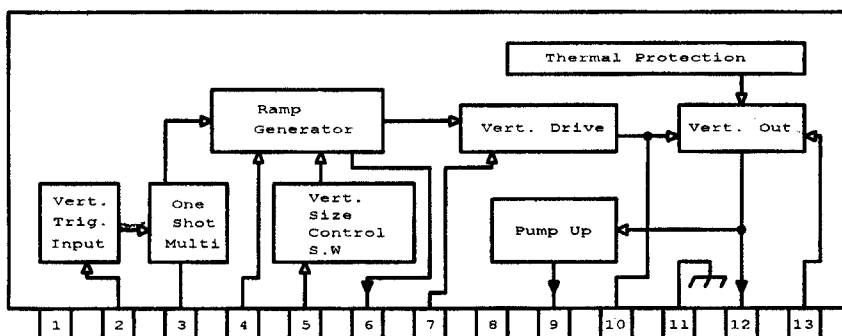 Thermal Protection
Ramp
Generator
Vert. Drive
Vert. Out
Vert.
Trig.
Input
One
Shot
Multi
Vert.
Size
Control
S.W
Pump Up
1 2 3 4 5 6 7 8 9 10 11 12 13